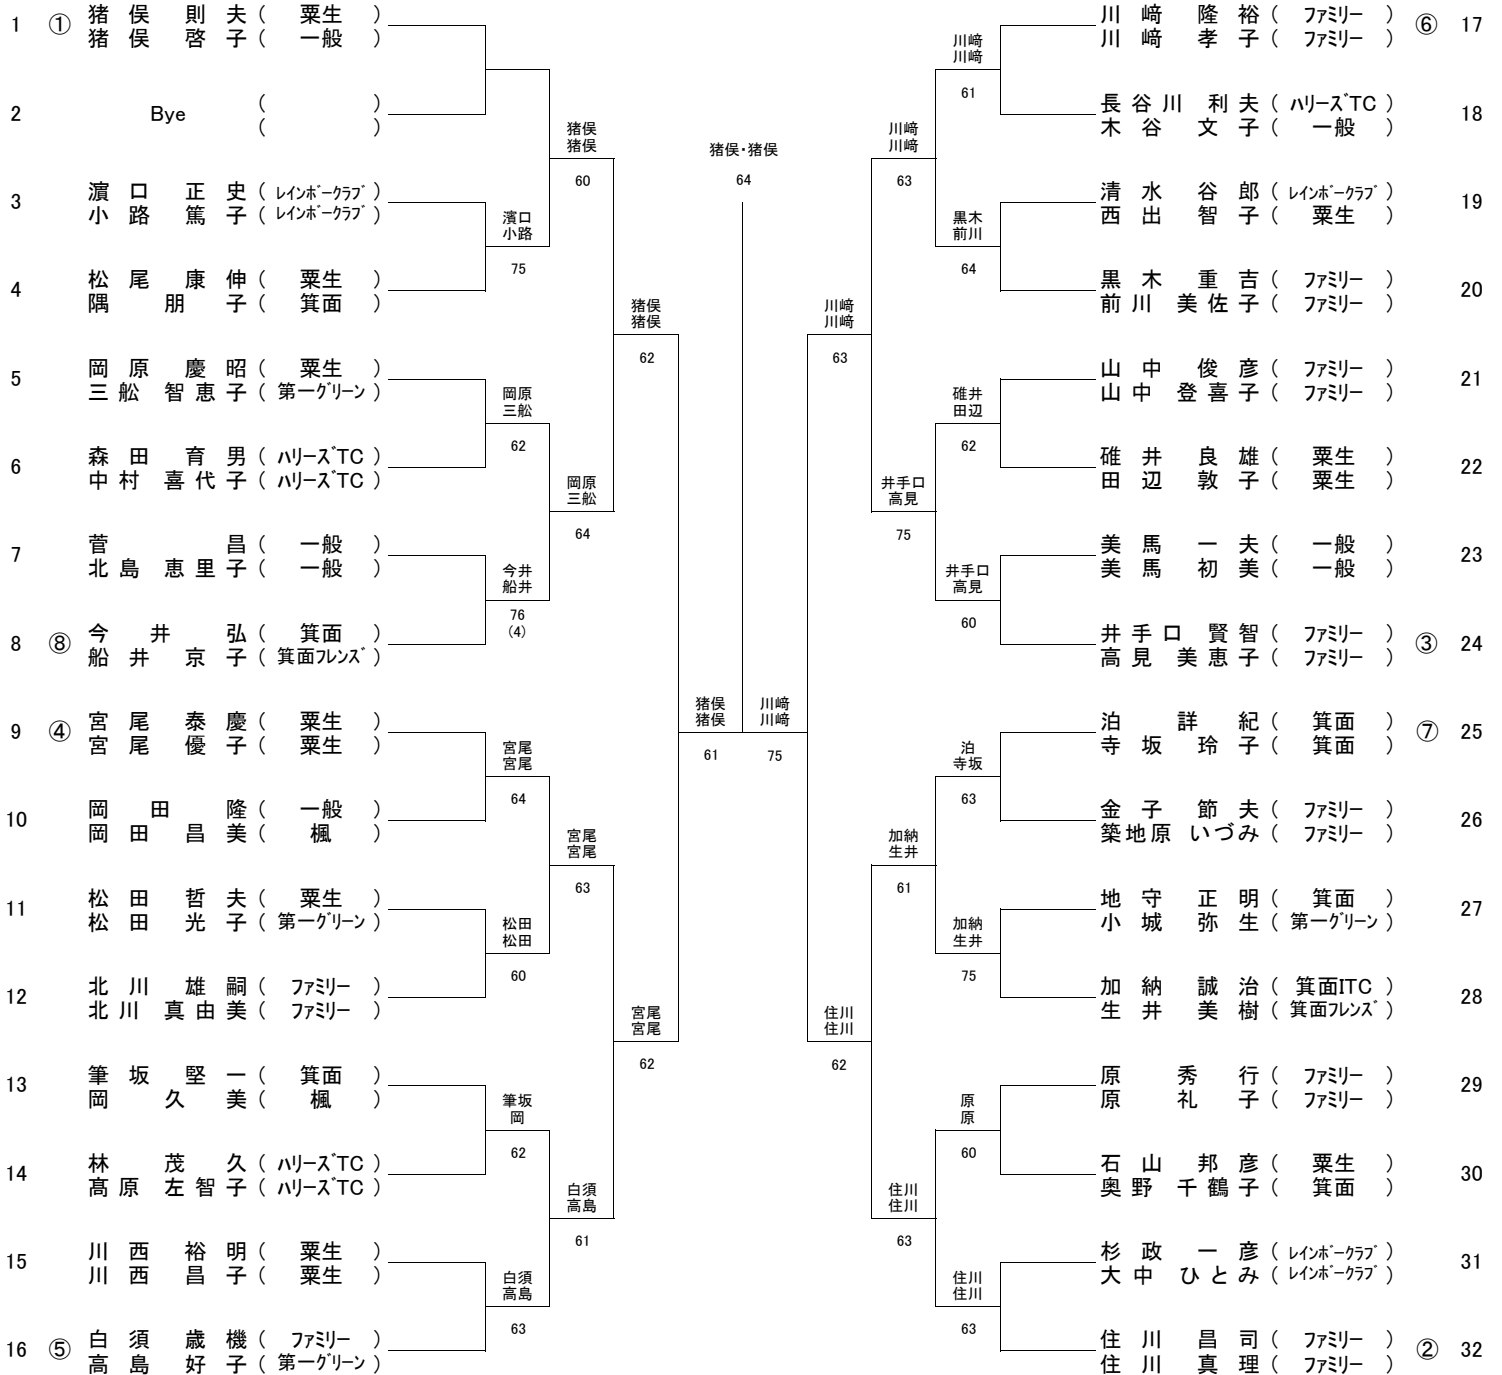 1 ① 猪俣 則夫 ( 粟生 )
猪俣 啓子 ( 一般 )
2 Bye ( )
( )
3 濵口 正史 ( レインボークラブ )
小路 篤子 ( レインボークラブ )
4 松尾 康伸 ( 粟生 )
隅 朋子 ( 箕面 )
5 岡原 慶昭 ( 粟生 )
三舩 智恵子 ( 第一グリーン )
6 森田 育男 ( ハリーズTC )
中村 喜代子 ( ハリーズTC )
7 菅 昌 ( 一般 )
北島 恵里子 ( 一般 )
8 ⑧ 今井 弘 ( 箕面 )
船井 京子 ( 箕面フレンズ )
9 ④ 宮尾 泰慶 ( 粟生 )
宮尾 優子 ( 粟生 )
10 岡田 隆 ( 一般 )
岡田 昌美 ( 楓 )
11 松田 哲夫 ( 粟生 )
松田 光子 ( 第一グリーン )
12 北川 雄嗣 ( ファミリー )
北川 真由美 ( ファミリー )
13 筆坂 堅一 ( 箕面 )
岡 久美 ( 楓 )
14 林 茂久 ( ハリーズTC )
髙原 左智子 ( ハリーズTC )
15 川西 裕明 ( 粟生 )
川西 昌子 ( 粟生 )
16 ⑤ 白須 歳機 ( ファミリー )
高島 好子 ( 第一グリーン )
濵口
小路
75
岡原
三舩
62
今井
船井
76
(4)
宮尾
宮尾
64
松田
松田
60
筆坂
岡
62
白須
高島
63
猪俣
猪俣
60
岡原
三舩
64
宮尾
宮尾
63
白須
高島
61
猪俣
猪俣
62
宮尾
宮尾
62
猪俣
猪俣
61
猪俣・猪俣
64
川﨑
川﨑
75
川﨑
川﨑
63
住川
住川
62
川﨑
川﨑
63
井手口
高見
75
加納
生井
61
住川
住川
63
川﨑
川﨑
61
黒木
前川
64
碓井
田辺
62
井手口
高見
60
泊
寺坂
63
加納
生井
75
原
原
60
住川
住川
63
川﨑 隆裕 ( ファミリー ) ⑥ 17
川﨑 孝子 ( ファミリー )
長谷川 利夫 ( ハリーズTC ) 18
木谷 文子 ( 一般 )
清水 谷郎 ( レインボークラブ ) 19
西出 智子 ( 粟生 )
黒木 重吉 ( ファミリー ) 20
前川 美佐子 ( ファミリー )
山中 俊彦 ( ファミリー ) 21
山中 登喜子 ( ファミリー )
碓井 良雄 ( 粟生 ) 22
田辺 敦子 ( 粟生 )
美馬 一夫 ( 一般 ) 23
美馬 初美 ( 一般 )
井手口 賢智 ( ファミリー ) ③ 24
高見 美恵子 ( ファミリー )
泊 詳紀 ( 箕面 ) ⑦ 25
寺坂 玲子 ( 箕面 )
金子 節夫 ( ファミリー ) 26
築地原 いづみ ( ファミリー )
地守 正明 ( 箕面 ) 27
小城 弥生 ( 第一グリーン )
加納 誠治 ( 箕面ITC ) 28
生井 美樹 ( 箕面フレンズ )
原 秀行 ( ファミリー ) 29
原 礼子 ( ファミリー )
石山 邦彦 ( 粟生 ) 30
奥野 千鶴子 ( 箕面 )
杉政 一彦 ( レインボークラブ ) 31
大中 ひとみ ( レインボークラブ )
住川 昌司 ( ファミリー ) ② 32
住川 真理 ( ファミリー )